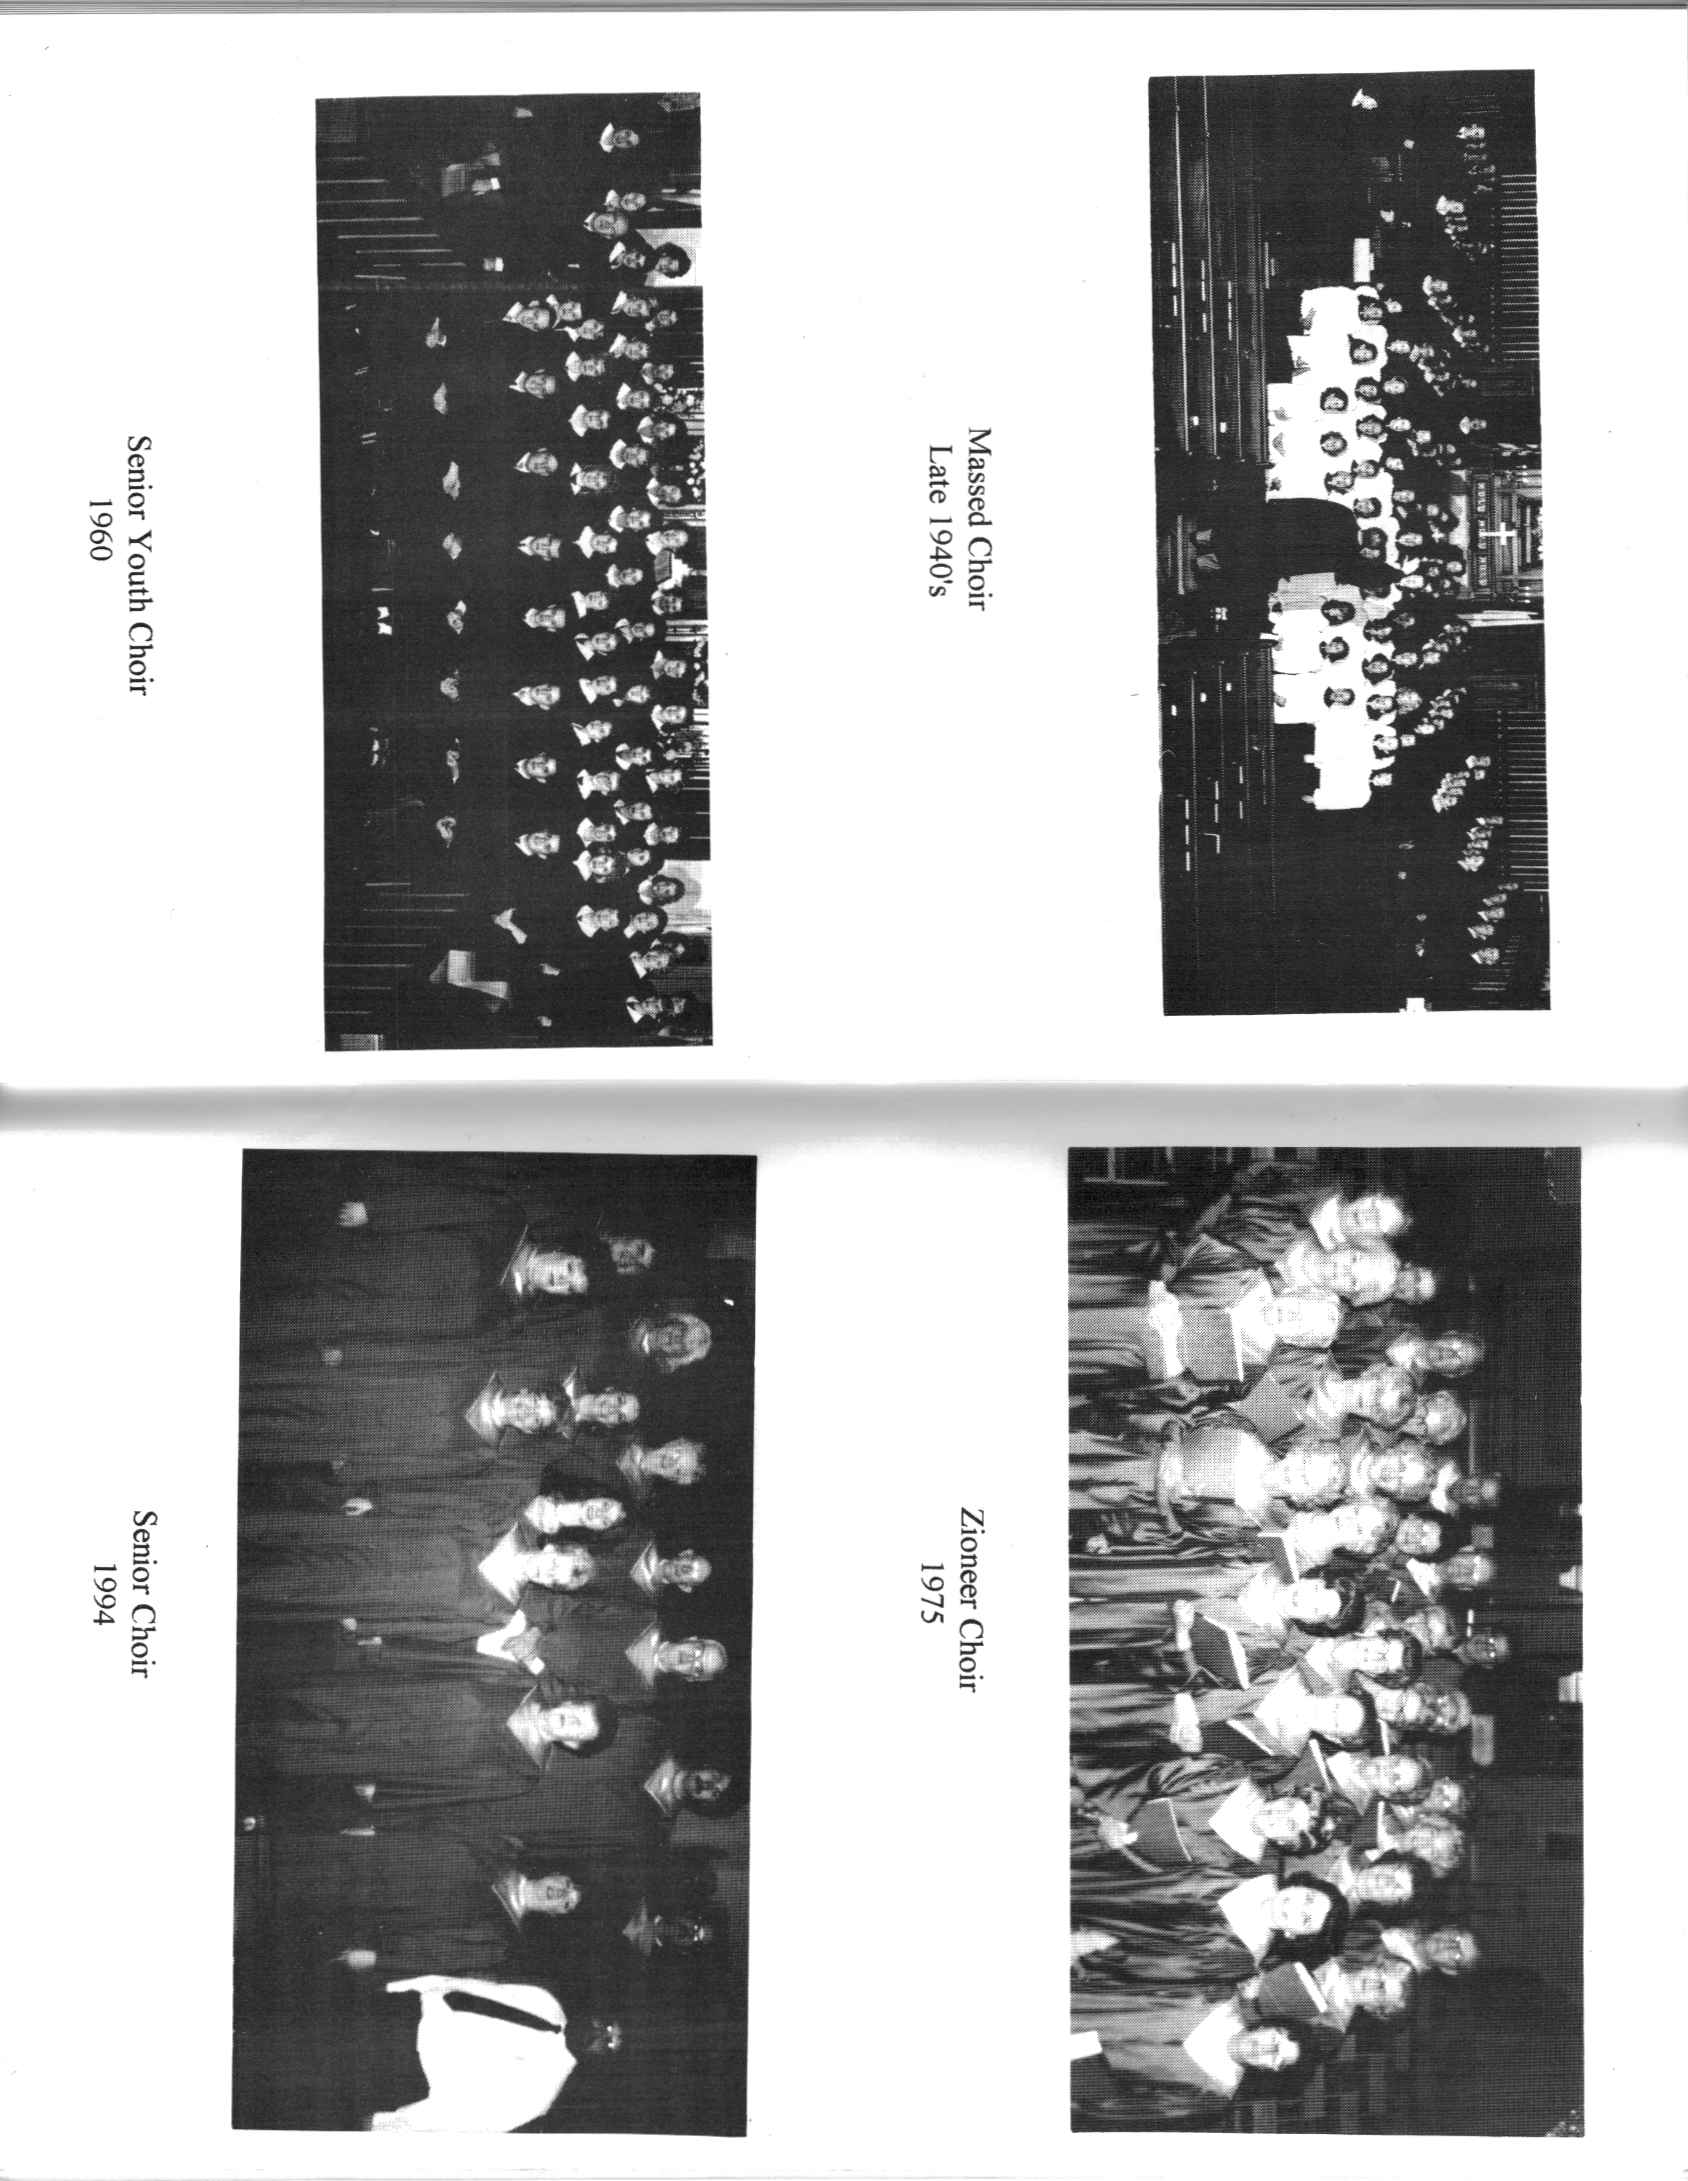 Massed Choir
Late 1940's
Senior Youth Choir
1960
Zioneer Choir
1975
Senior Choir
1994